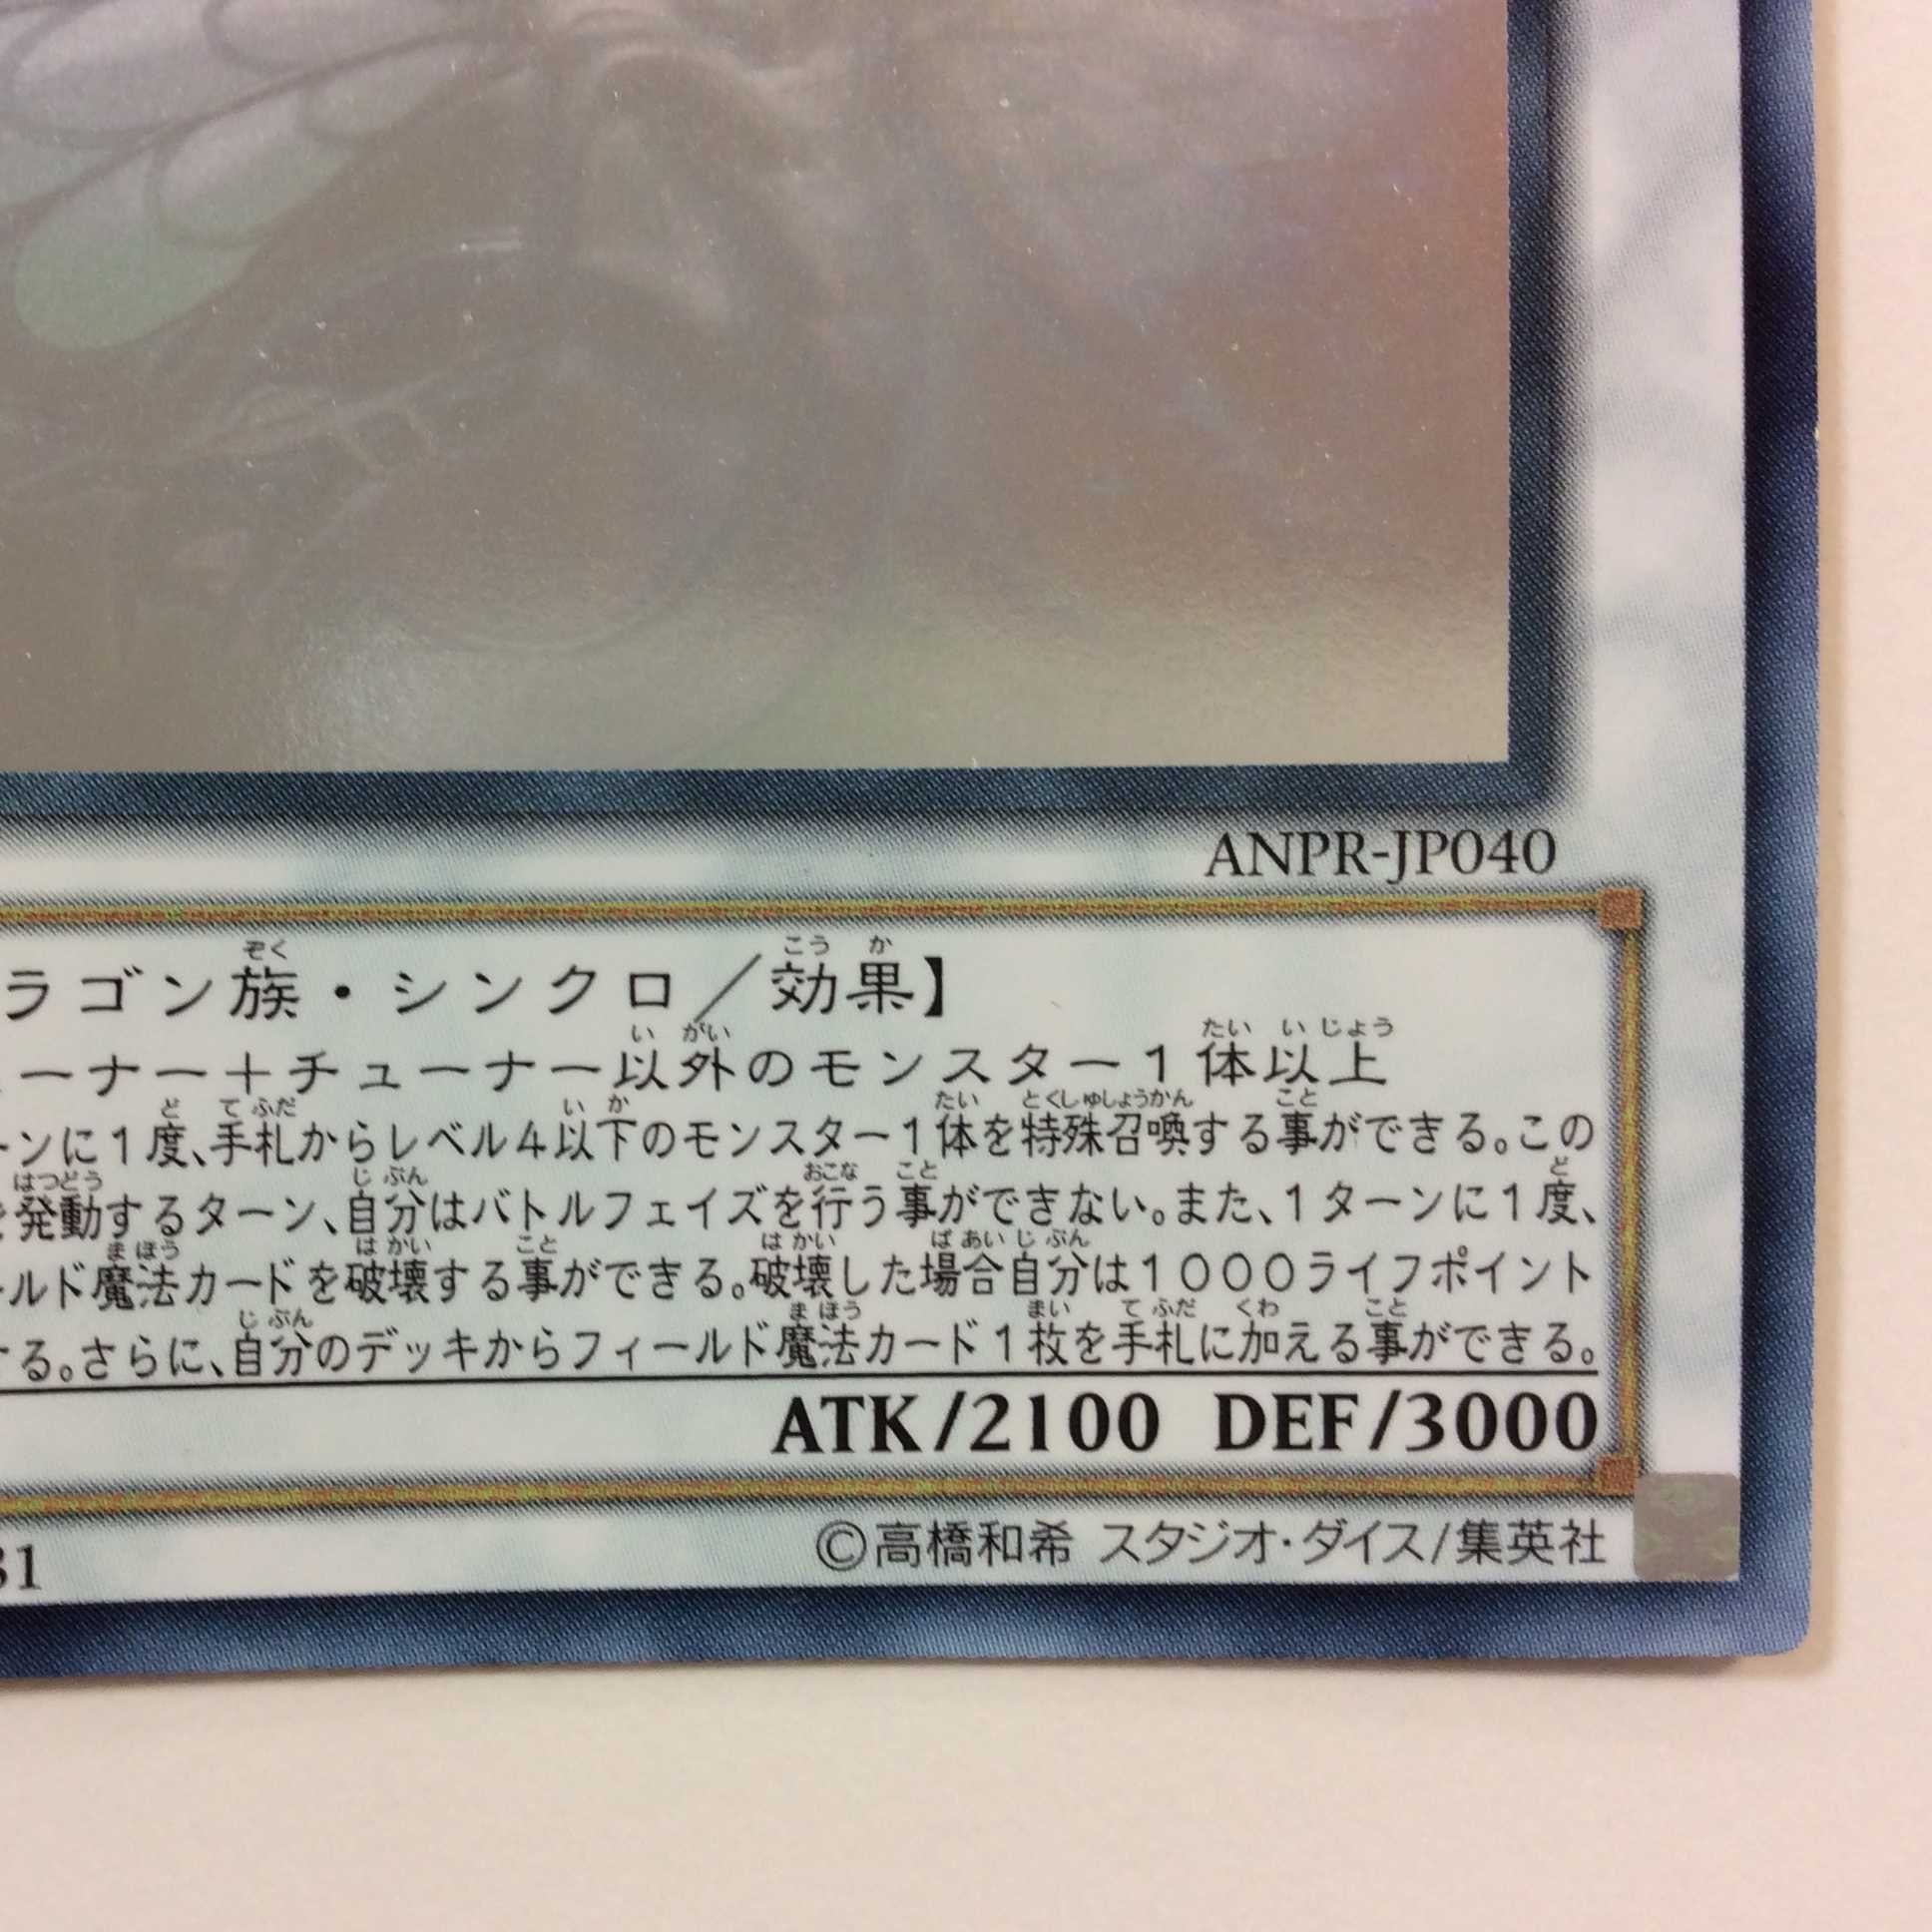 ANPR-JP040
ラゴン族・シンクロ／効果】
ューナー＋チューナー以外のモンスター１体以上
ーンに１度、手札からレベル４以下のモンスター１体を特殊召喚する事ができる。この
を発動するターン、自分はバトルフェイズを行う事ができない。また、１ターンに１度、
ールド魔法カードを破壊する事ができる。破壊した場合自分は１０００ライフポイント
する。さらに、自分のデッキからフィールド魔法カード１枚を手札に加える事ができる。
ATK/2100 DEF/3000
31
©高橋和希 スタジオ・ダイス/集英社